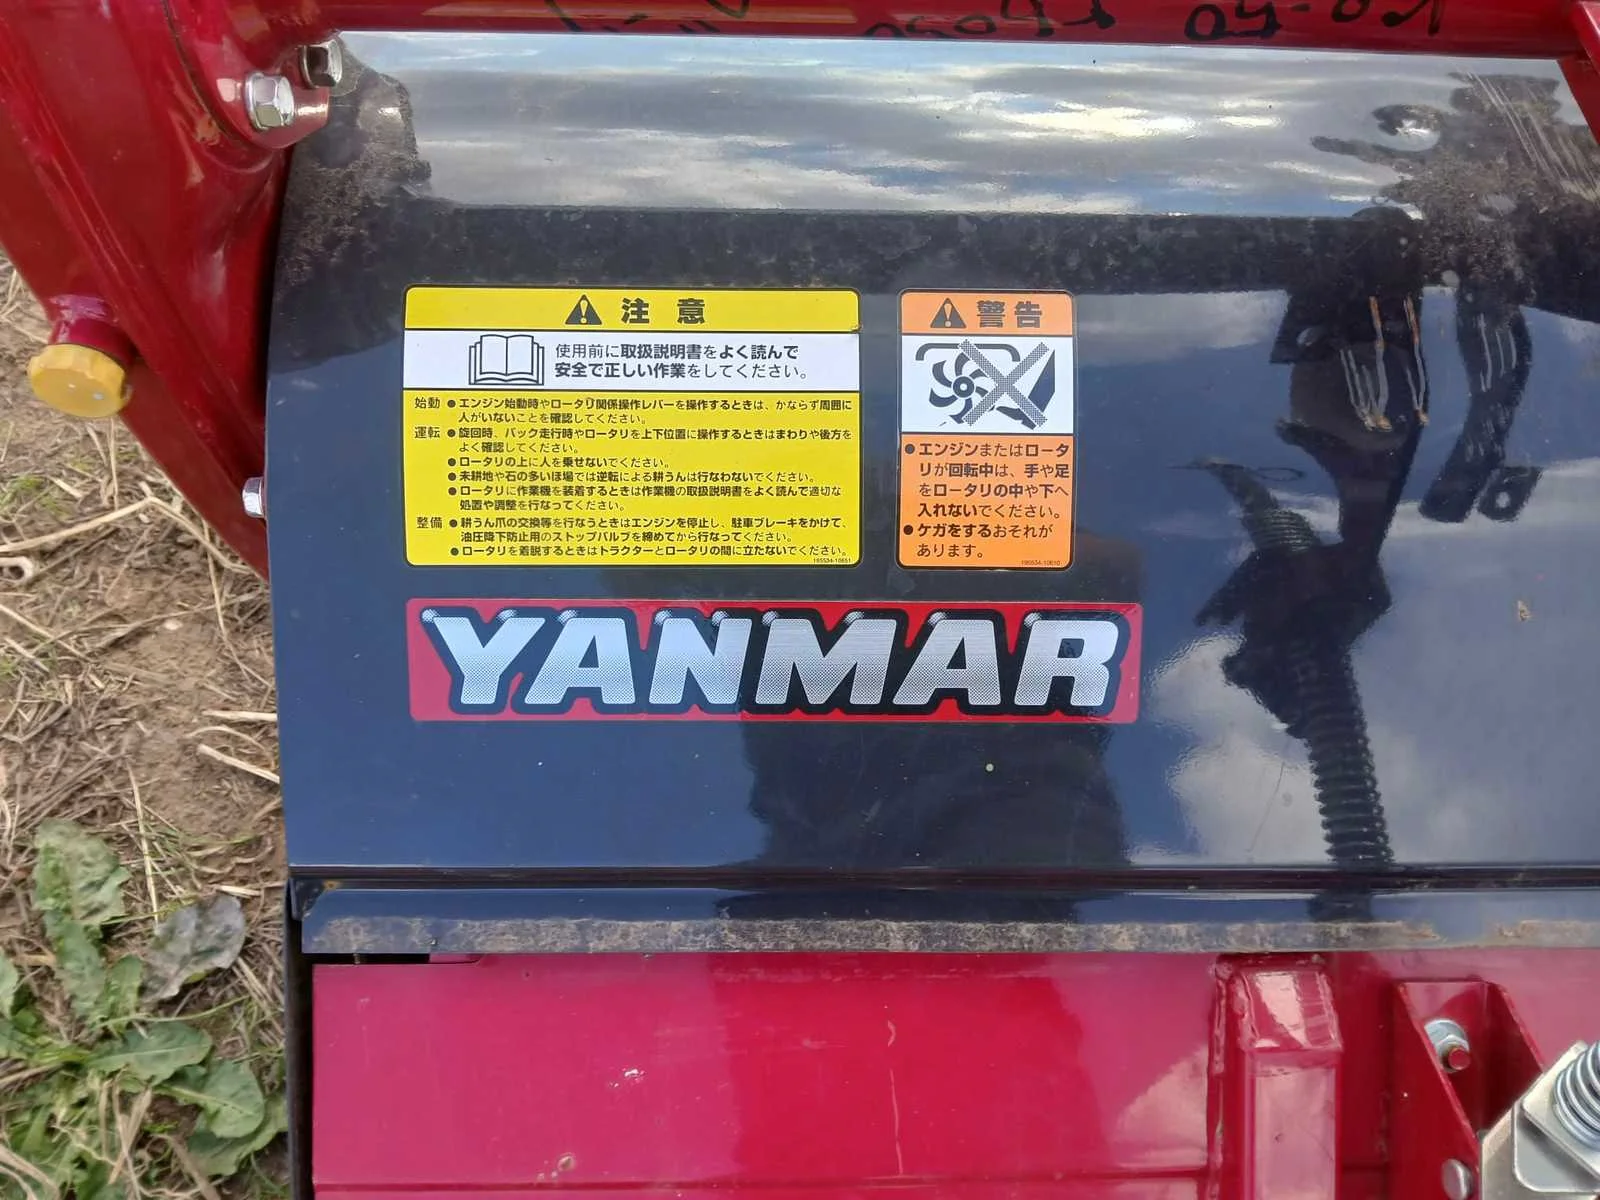 注意
使用前に取扱説明書をよく読んで
安全で正しい作業をしてください。
始動 ●エンジン始動時やロータリ関係操作レバーを操作するときは、かならず周囲に
人がいないことを確認してください。
運転 ●旋回時、バック走行時やロータリを上下位置に操作するときはまわりや後方を
よく確認してください。
●ロータリの上に人を乗せないでください。
●未耕地や石の多いほ場では逆転による耕うんは行なわないでください。
●ロータリに作業機を装着するときは作業機の取扱説明書をよく読んで適切な
処置や調整を行なってください。
整備 ●耕うん爪の交換等を行なうときはエンジンを停止し、駐車ブレーキをかけて、
油圧降下防止用のストップバルブを締めてから行なってください。
●ロータリを着脱するときはトラクターとロータリの間に立たないでください。
195534-10651
警告
●エンジンまたはロータ
リが回転中は、手や足
をロータリの中や下へ
入れないでください。
●ケガをするおそれが
あります。
195534-10610
YANMAR